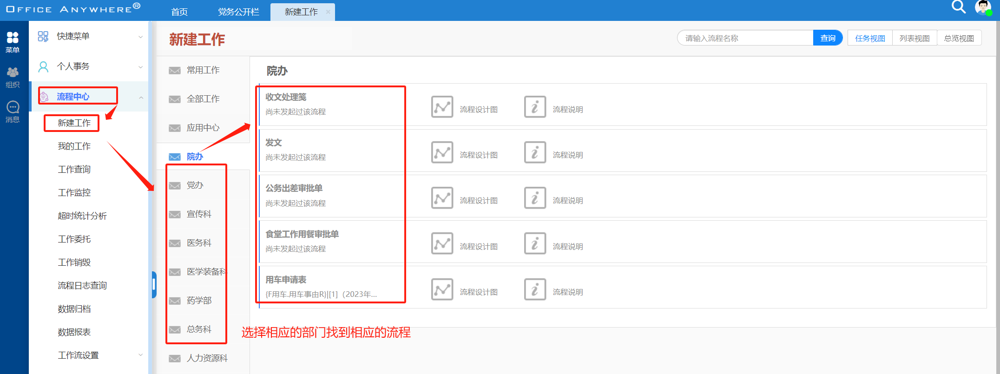 OFFICE ANYWHERE®
首页
党务公开栏
新建工作
菜单
组织
消息
快捷菜单
个人事务
流程中心
新建工作
我的工作
工作查询
工作监控
超时统计分析
工作委托
工作销毁
流程日志查询
数据归档
数据报表
工作流设置
新建工作
请输入流程名称
查询
任务视图
列表视图
总览视图
常用工作
全部工作
应用中心
院办
党办
宣传科
医务科
医学装备科
药学部
总务科
人力资源科
院办
收文处理笺
尚未发起过该流程
流程设计图
流程说明
发文
尚未发起过该流程
流程设计图
流程说明
公务出差审批单
尚未发起过该流程
流程设计图
流程说明
食堂工作用餐审批单
尚未发起过该流程
流程设计图
流程说明
用车申请表
{F用车.用车事由R}|[1]（2023年...
流程设计图
流程说明
选择相应的部门找到相应的流程